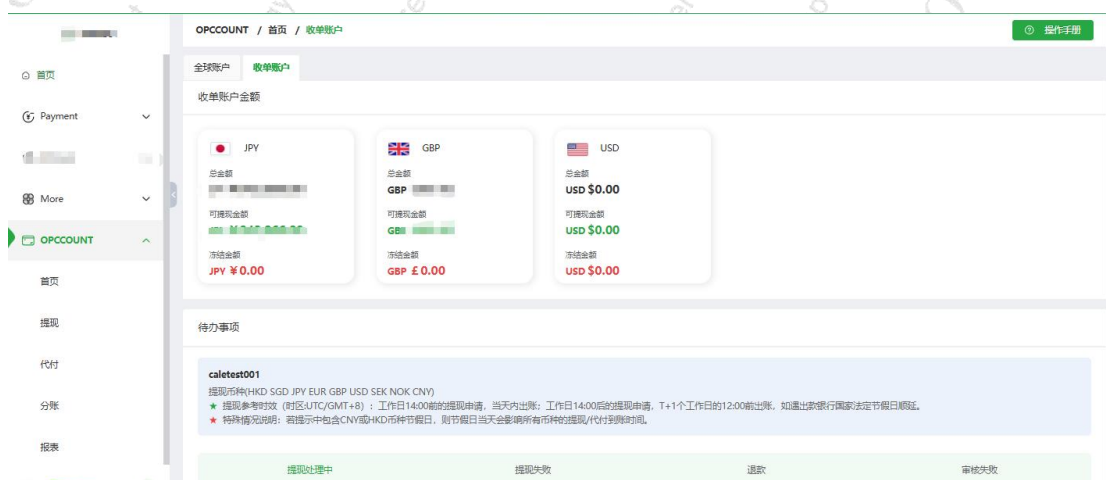 OPCCOUNT / 首页 / 收单账户
操作手册
首页
全球账户 收单账户
收单账户金额
Payment
JPY
GBP
USD
总金额
总金额
总金额
GBP
USD $0.00
More
可提现金额
可提现金额
可提现金额
USD $0.00
OPCCOUNT
冻结金额
冻结金额
冻结金额
JPY ¥0.00
GBP £0.00
USD $0.00
首页
提现
待办事项
代付
caletest001
提现币种(HKD SGD JPY EUR GBP USD SEK NOK CNY)
★ 提现参考时效（时区:UTC/GMT+8）: 工作日14:00前的提现申请, 当天内出账; 工作日14:00后的提现申请, T+1个工作日的12:00前出账, 如遇出款银行国家法定节假日顺延。
★ 特殊情况说明: 若提示中包含CNY或HKD币种节假日, 则节假日当天会影响所有币种的提现/代付到账时间。
分账
报表
提现处理中
提现失败
退款
审核失败